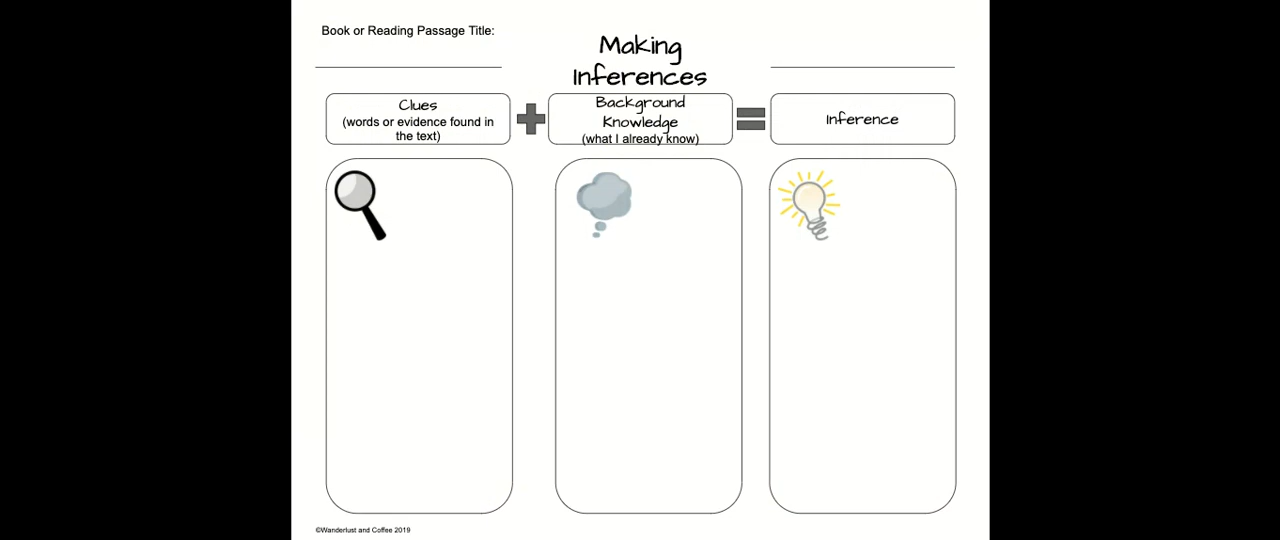 Book or Reading Passage Title:
Making
Inferences
Clues
(words or evidence found in
the text)
Background
Knowledge
(what I already know)
Inference
©Wanderlust and Coffee 2019